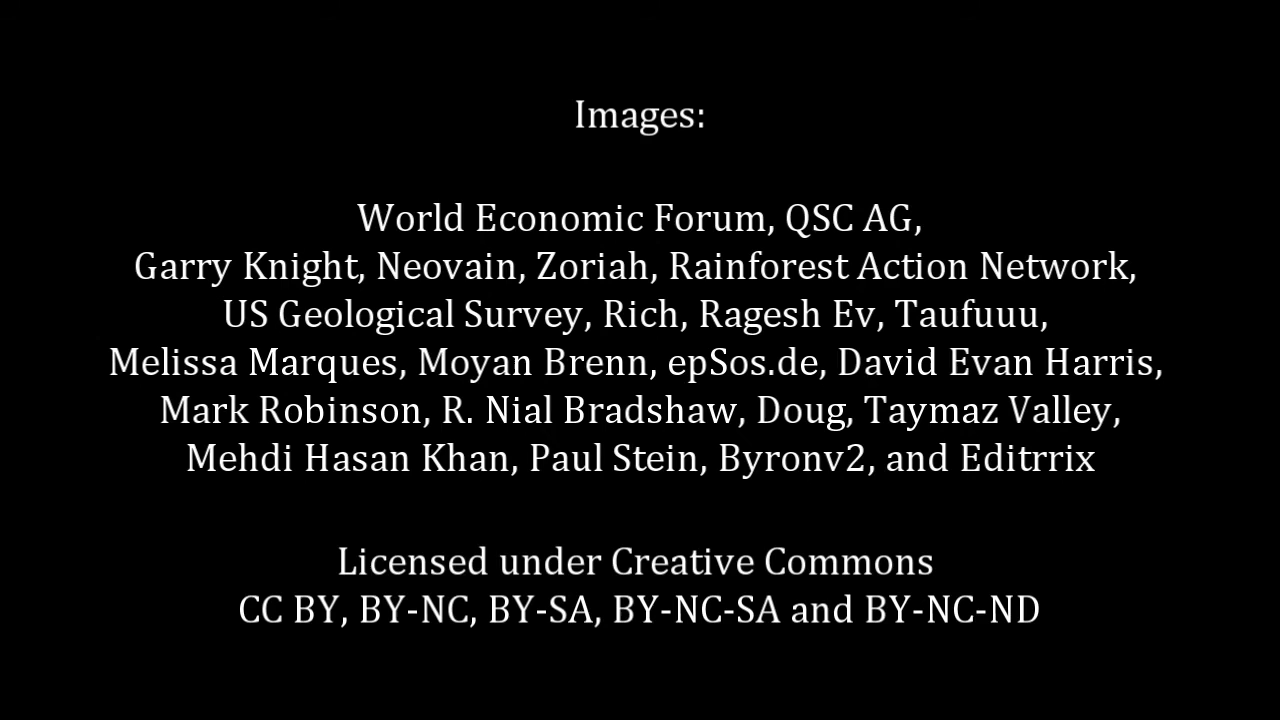 Images:
World Economic Forum, QSC AG,
Garry Knight, Neovain, Zoriah, Rainforest Action Network,
US Geological Survey, Rich, Ragesh Ev, Taufuuu,
Melissa Marques, Moyan Brenn, epSos.de, David Evan Harris,
Mark Robinson, R. Nial Bradshaw, Doug, Taymaz Valley,
Mehdi Hasan Khan, Paul Stein, Byronv2, and Editrrix
Licensed under Creative Commons
CC BY, BY-NC, BY-SA, BY-NC-SA and BY-NC-ND